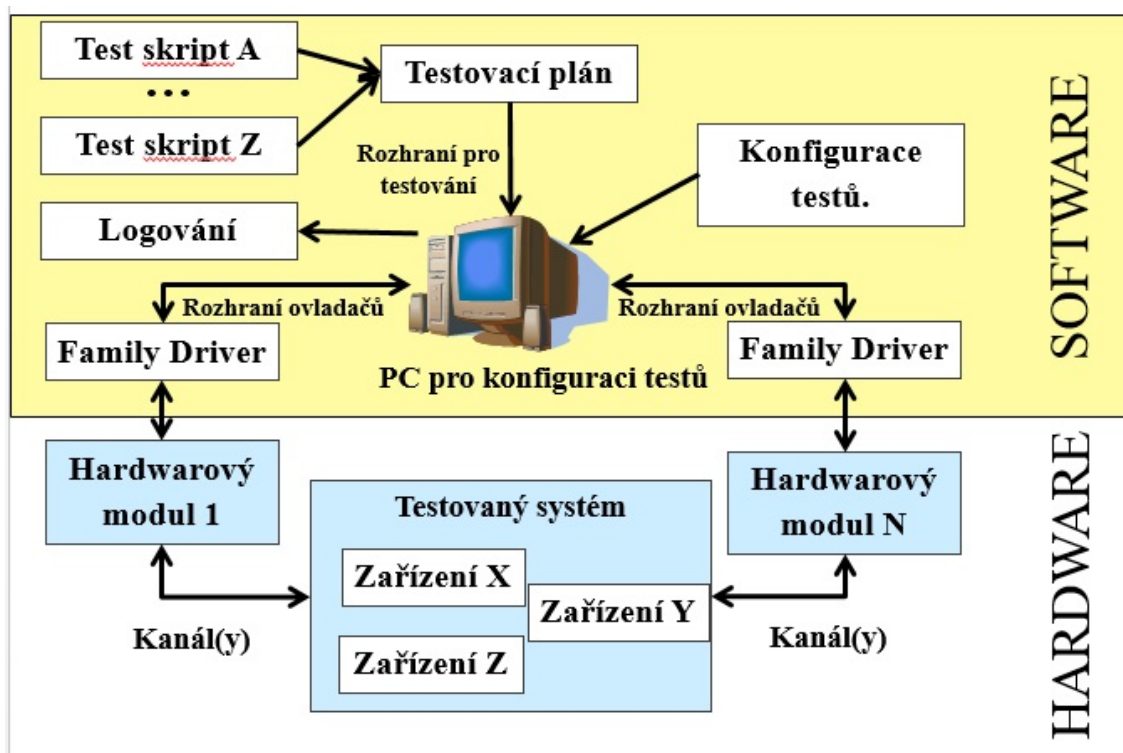 Test skript A
...
Test skript Z
Testovací plán
Rozhraní pro
testování
Konfigurace
testů.
Logování
Rozhraní ovladačů
Rozhraní ovladačů
Family Driver
Family Driver
PC pro konfiguraci testů
SOFTWARE
Hardwarový
modul 1
Testovaný systém
Zařízení X
Zařízení Y
Zařízení Z
Hardwarový
modul N
Kanál(y)
Kanál(y)
HARDWARE